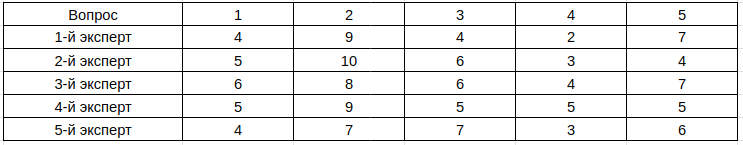 Вопрос 1 2 3 4 5
1-й эксперт 4 9 4 2 7
2-й эксперт 5 10 6 3 4
3-й эксперт 6 8 6 4 7
4-й эксперт 5 9 5 5 5
5-й эксперт 4 7 7 3 6